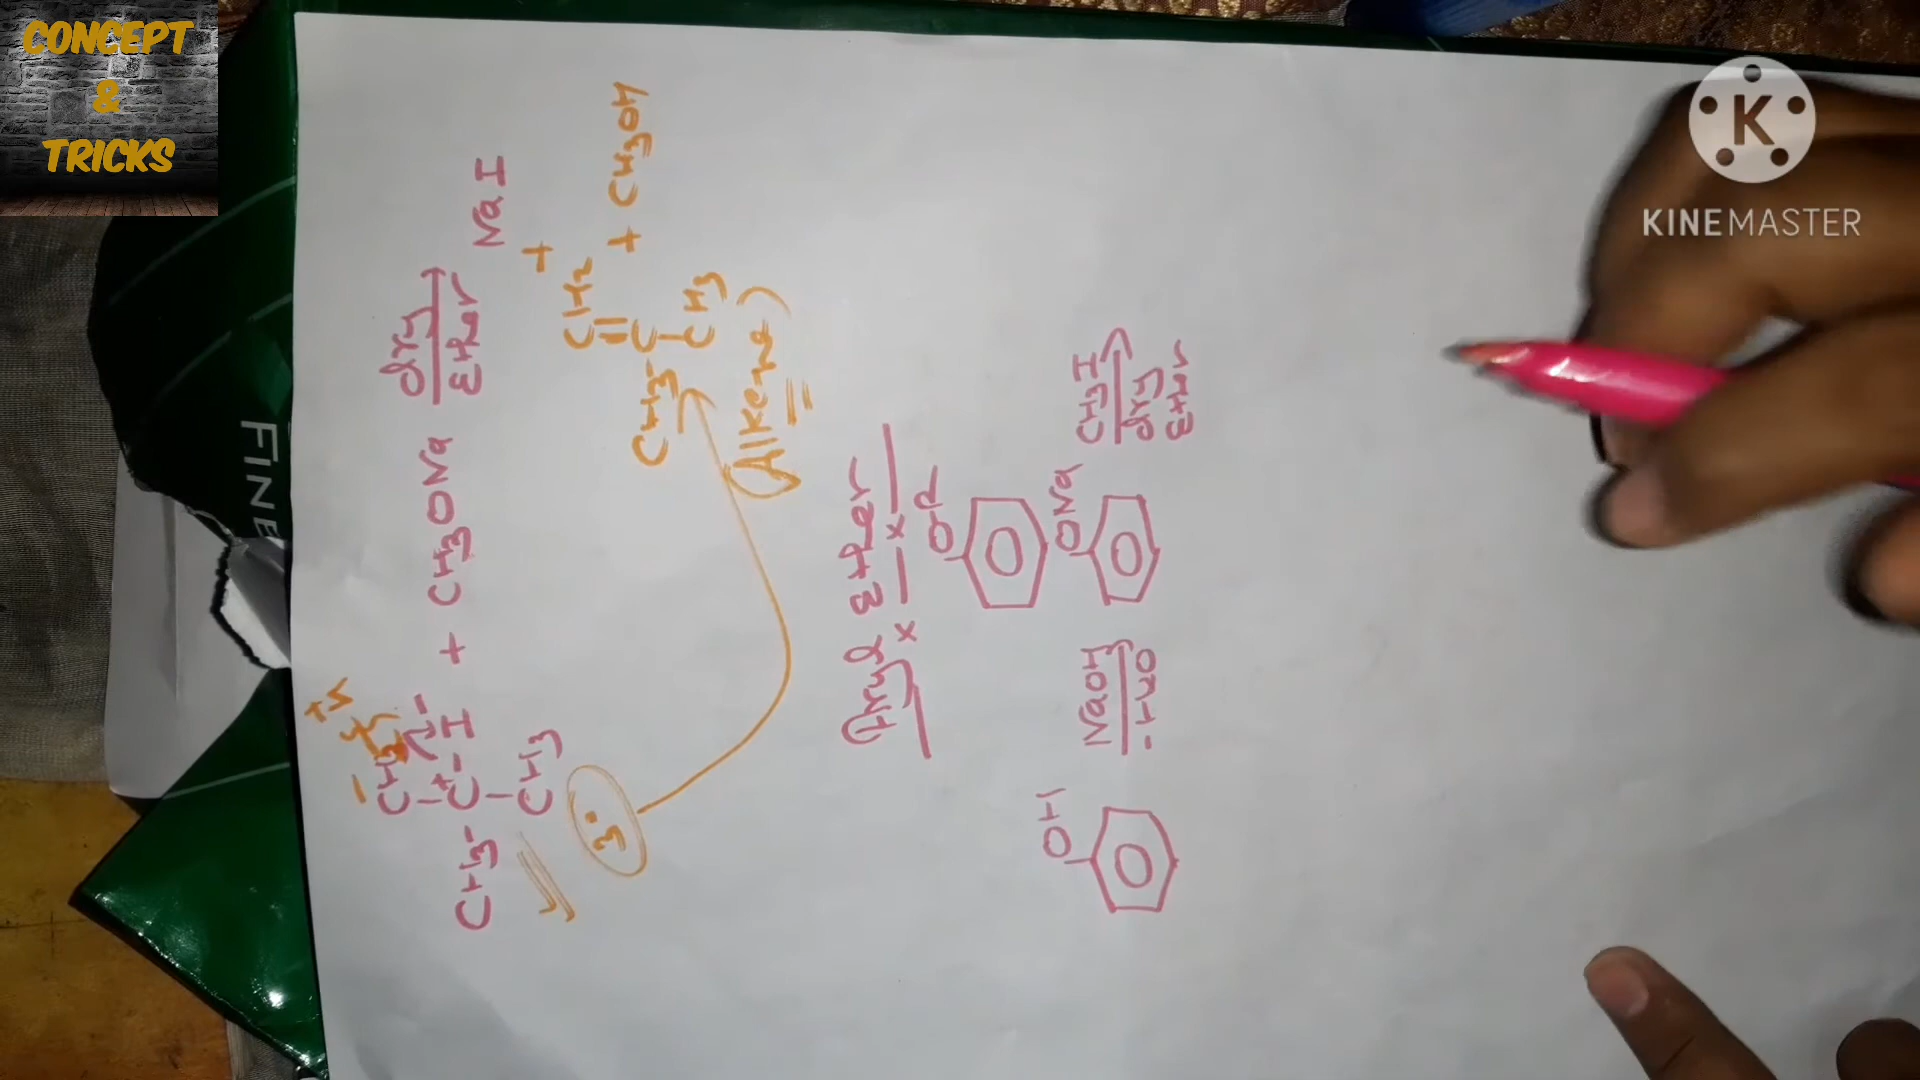 CONCEPT
&
TRICKS
K
KINEMASTER
FINE
CH3
CH3-C-I + CH3ONa dry Ether NaI
CH3
+
3°
CH2
CH3-C + CH3OH
CH3
(Alkene)
Aryl Ether
O-R
OH NaOH ONa CH3I
-H2O dry
Ether